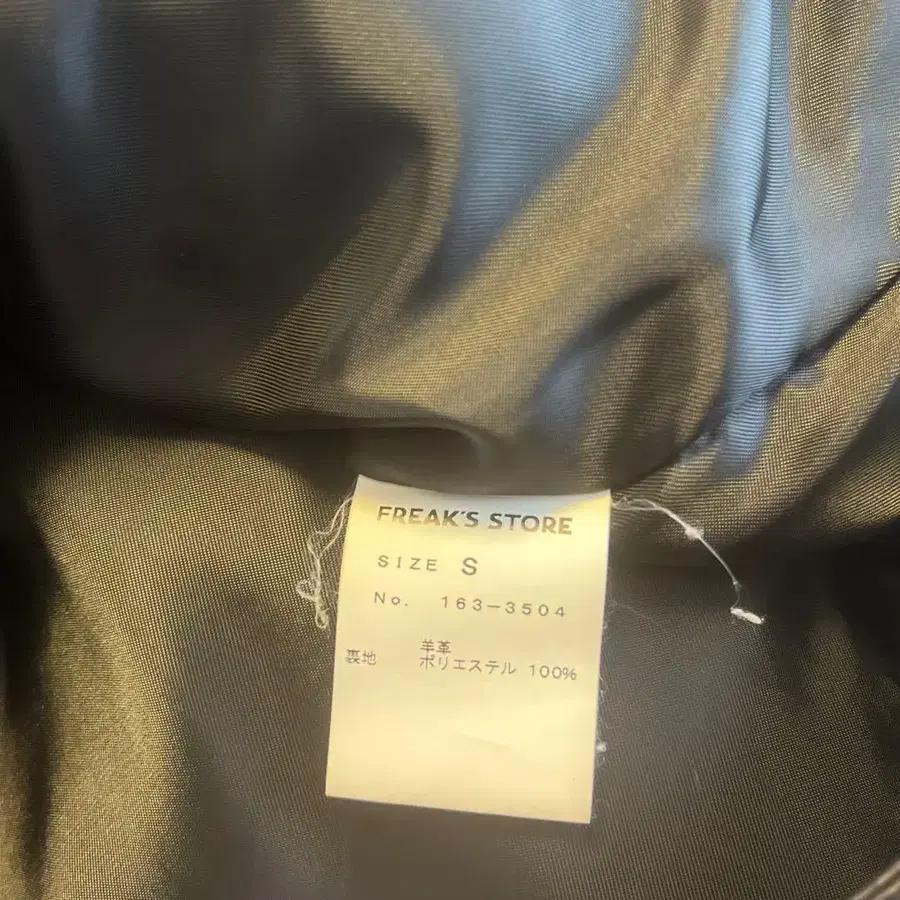 FREAK'S STORE
SIZE S
No. 163-3504
羊革
裏地 ポリエステル 100%